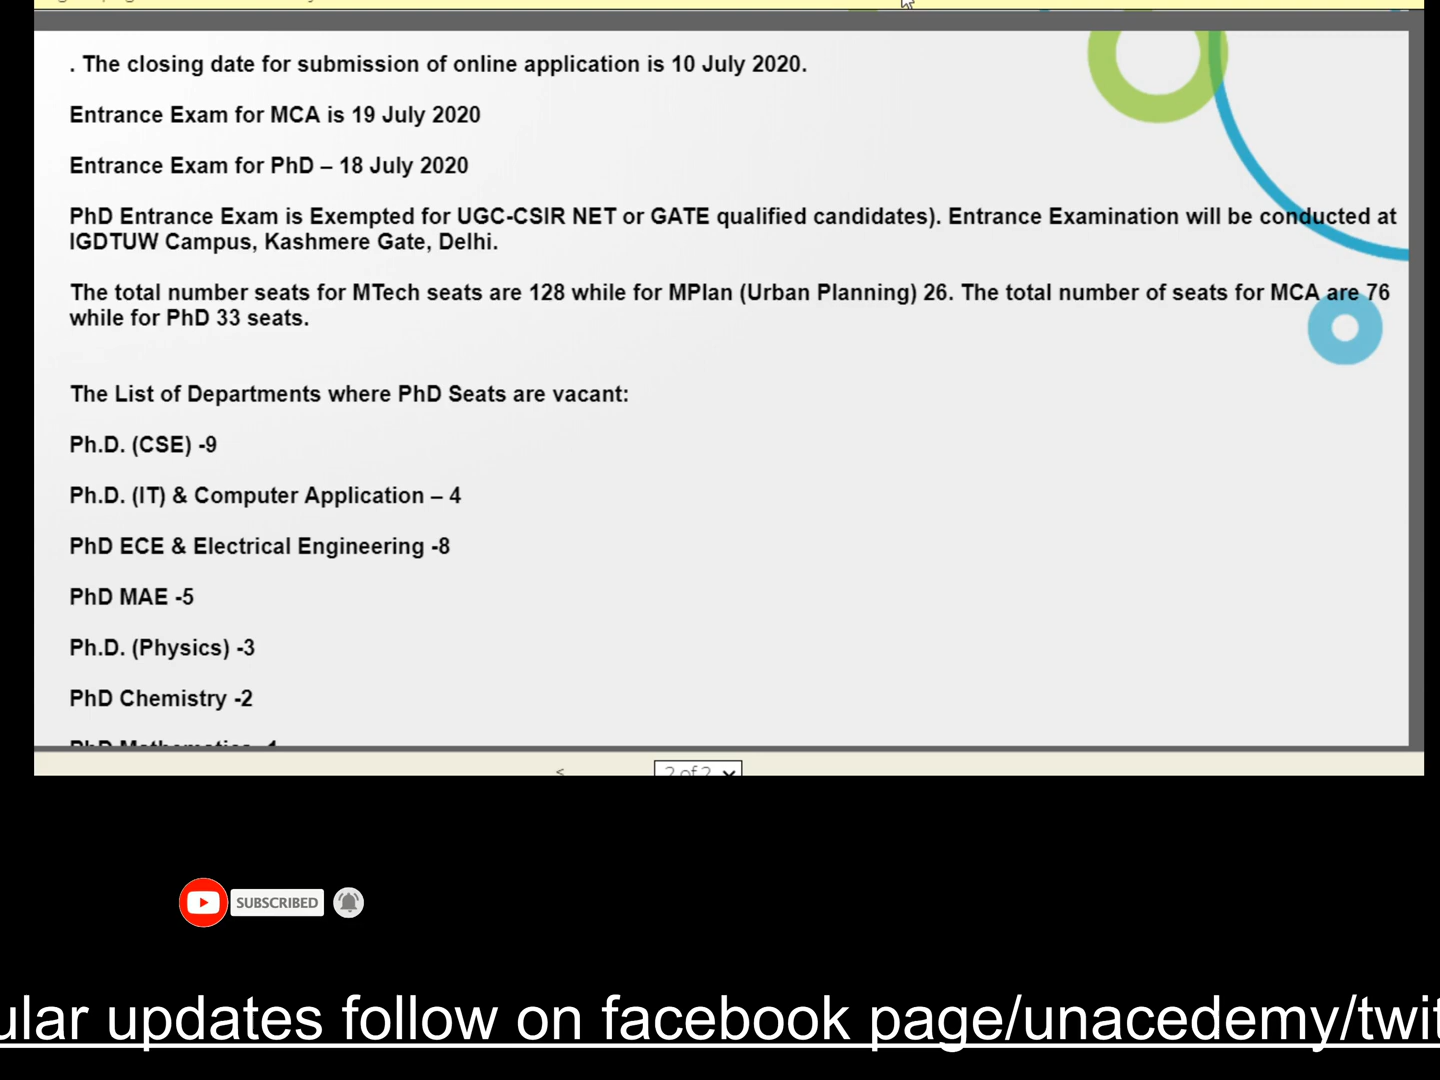 . The closing date for submission of online application is 10 July 2020.
Entrance Exam for MCA is 19 July 2020
Entrance Exam for PhD – 18 July 2020
PhD Entrance Exam is Exempted for UGC-CSIR NET or GATE qualified candidates). Entrance Examination will be conducted at
IGDTUW Campus, Kashmere Gate, Delhi.
The total number seats for MTech seats are 128 while for MPlan (Urban Planning) 26. The total number of seats for MCA are 76
while for PhD 33 seats.
The List of Departments where PhD Seats are vacant:
Ph.D. (CSE) -9
Ph.D. (IT) & Computer Application – 4
PhD ECE & Electrical Engineering -8
PhD MAE -5
Ph.D. (Physics) -3
PhD Chemistry -2
PhD Mathematics -1
< 2 of 2
SUBSCRIBED
ular updates follow on facebook page/unacedemy/twit